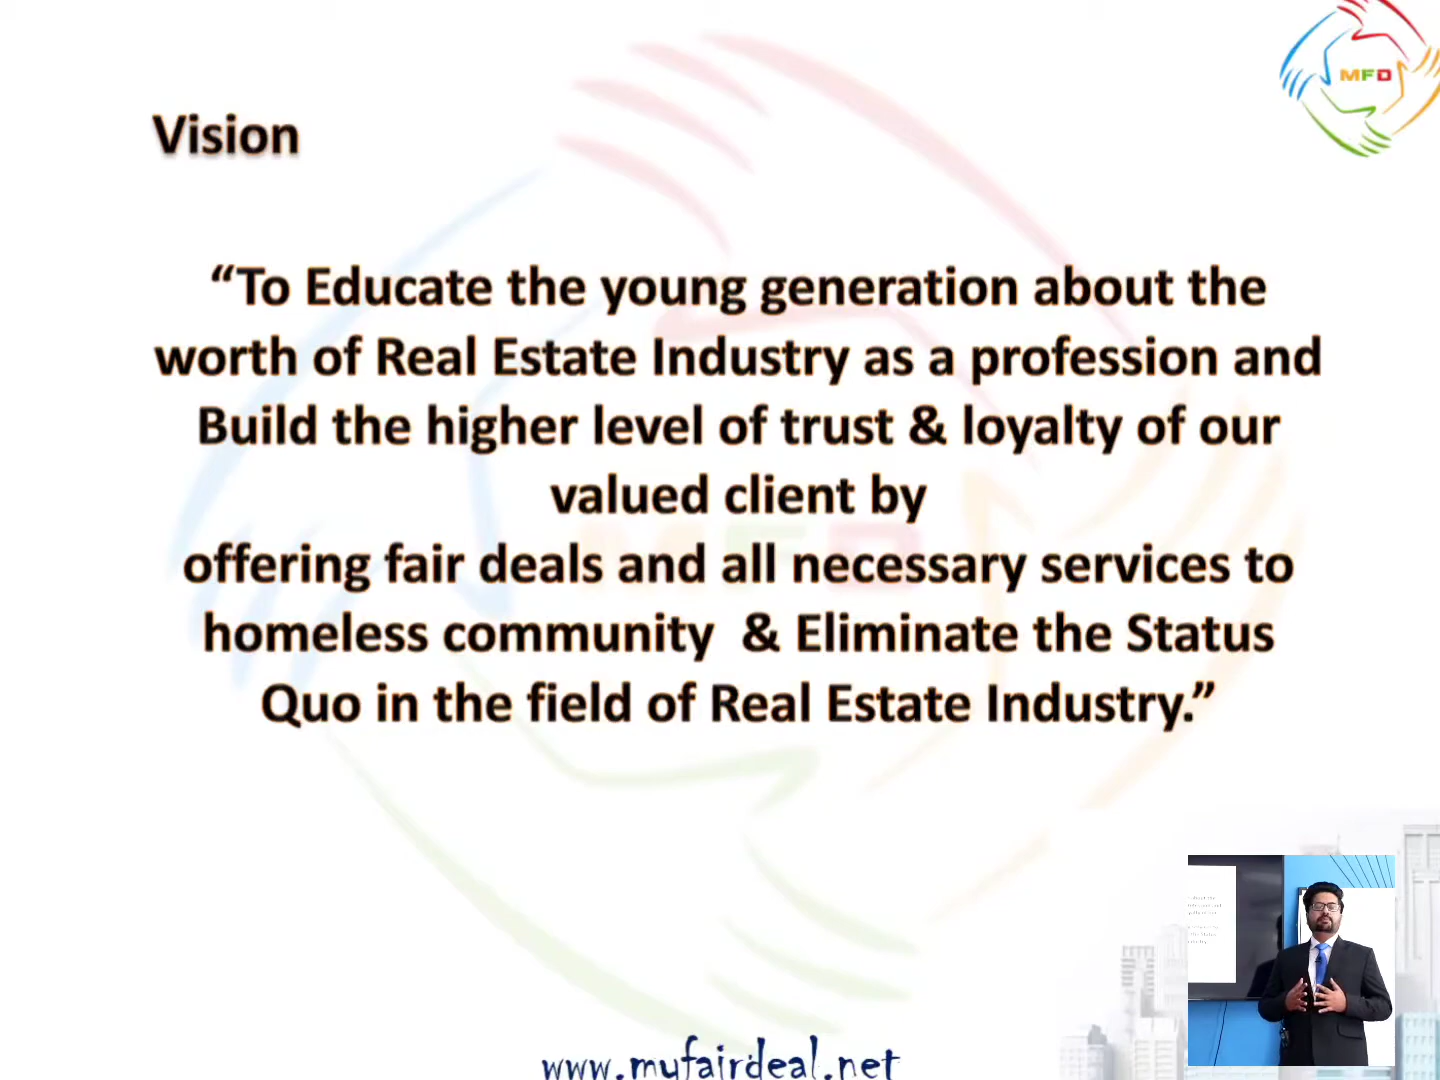 MFD
Vision
“To Educate the young generation about the
worth of Real Estate Industry as a profession and
Build the higher level of trust & loyalty of our
valued client by
offering fair deals and all necessary services to
homeless community & Eliminate the Status
Quo in the field of Real Estate Industry.”
MFD
www.mufairdeal.net